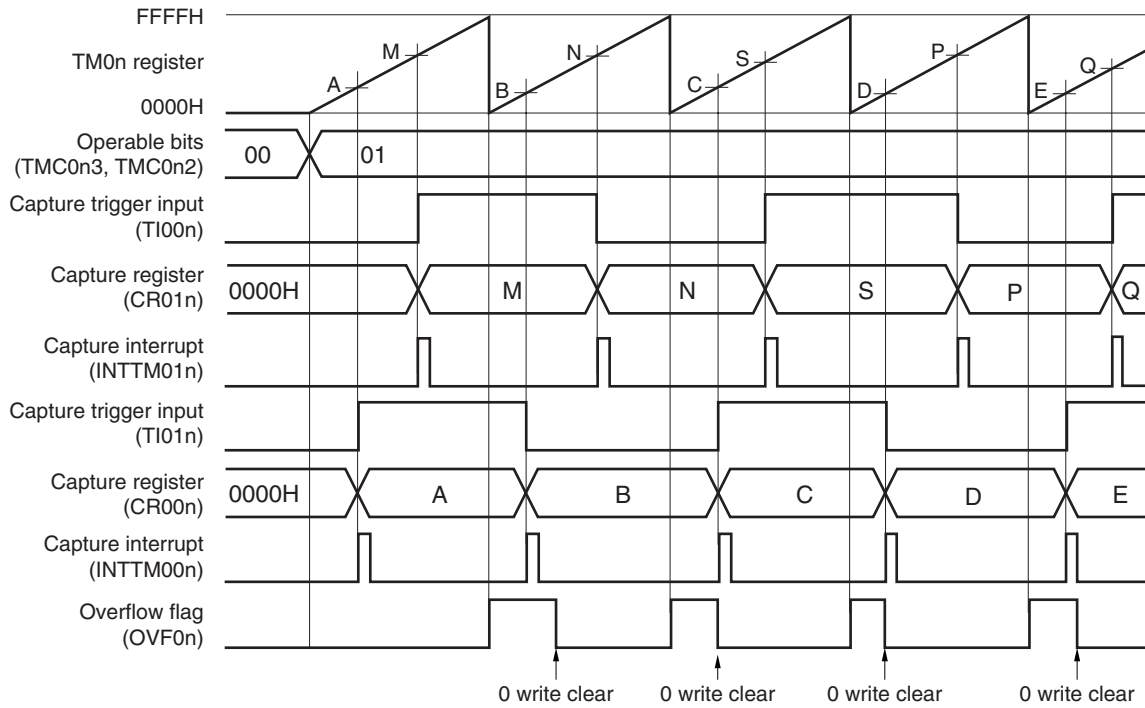 FFFFH
TM0n register
0000H
A M B N C S D P E Q
Operable bits
(TMC0n3, TMC0n2)
00 01
Capture trigger input
(TI00n)
Capture register
(CR01n)
0000H M N S P Q
Capture interrupt
(INTTM01n)
Capture trigger input
(TI01n)
Capture register
(CR00n)
0000H A B C D E
Capture interrupt
(INTTM00n)
Overflow flag
(OVF0n)
0 write clear 0 write clear 0 write clear 0 write clear